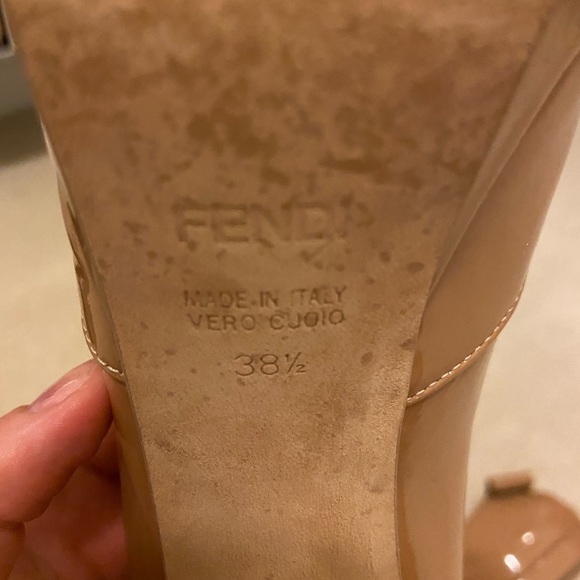 FENDI
MADE IN ITALY
VERO CUOIO
38½